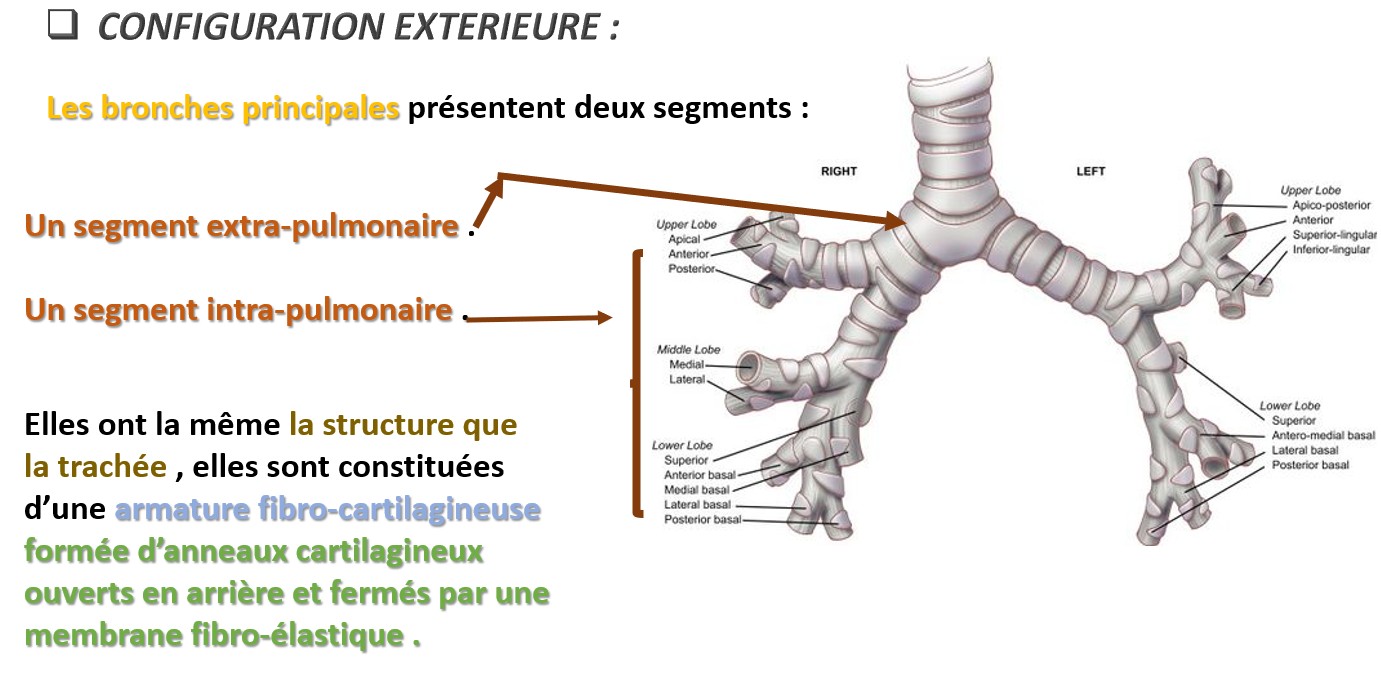 ❑ CONFIGURATION EXTERIEURE :
Les bronches principales présentent deux segments :
Un segment extra-pulmonaire .
Un segment intra-pulmonaire .
Elles ont la même la structure que
la trachée , elles sont constituées
d’une armature fibro-cartilagineuse
formée d’anneaux cartilagineux
ouverts en arrière et fermés par une
membrane fibro-élastique .
RIGHT
LEFT
Upper Lobe
Apical
Anterior
Posterior
Middle Lobe
Medial
Lateral
Lower Lobe
Superior
Anterior basal
Medial basal
Lateral basal
Posterior basal
Upper Lobe
Apico-posterior
Anterior
Superior-lingular
Inferior-lingular
Lower Lobe
Superior
Antero-medial basal
Lateral basal
Posterior basal